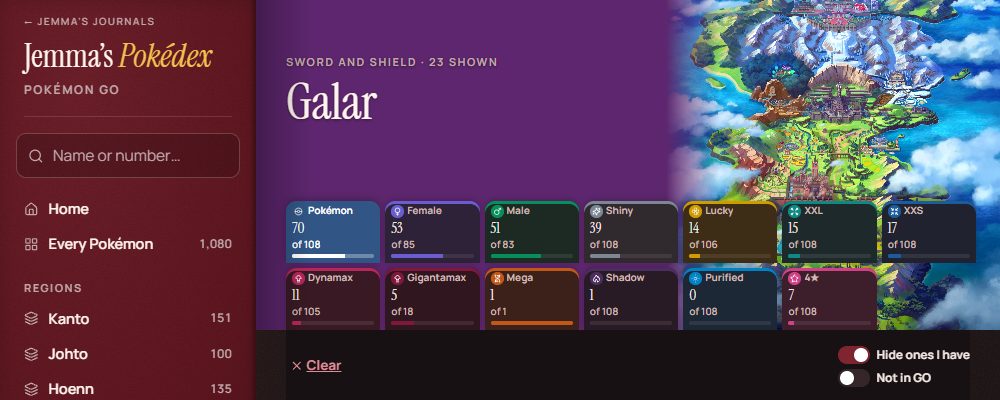 ← JEMMA'S JOURNALS
Jemma's Pokédex
POKÉMON GO
Name or number...
Home
Every Pokémon 1,080
REGIONS
Kanto 151
Johto 100
Hoenn 135
SWORD AND SHIELD · 23 SHOWN
Galar
Pokémon
70
of 108
Female
53
of 85
Male
51
of 83
Shiny
39
of 108
Lucky
14
of 106
XXL
15
of 108
XXS
17
of 108
Dynamax
11
of 105
Gigantamax
5
of 18
Mega
1
of 1
Shadow
1
of 108
Purified
0
of 108
4★
7
of 108
× Clear
Hide ones I have
Not in GO